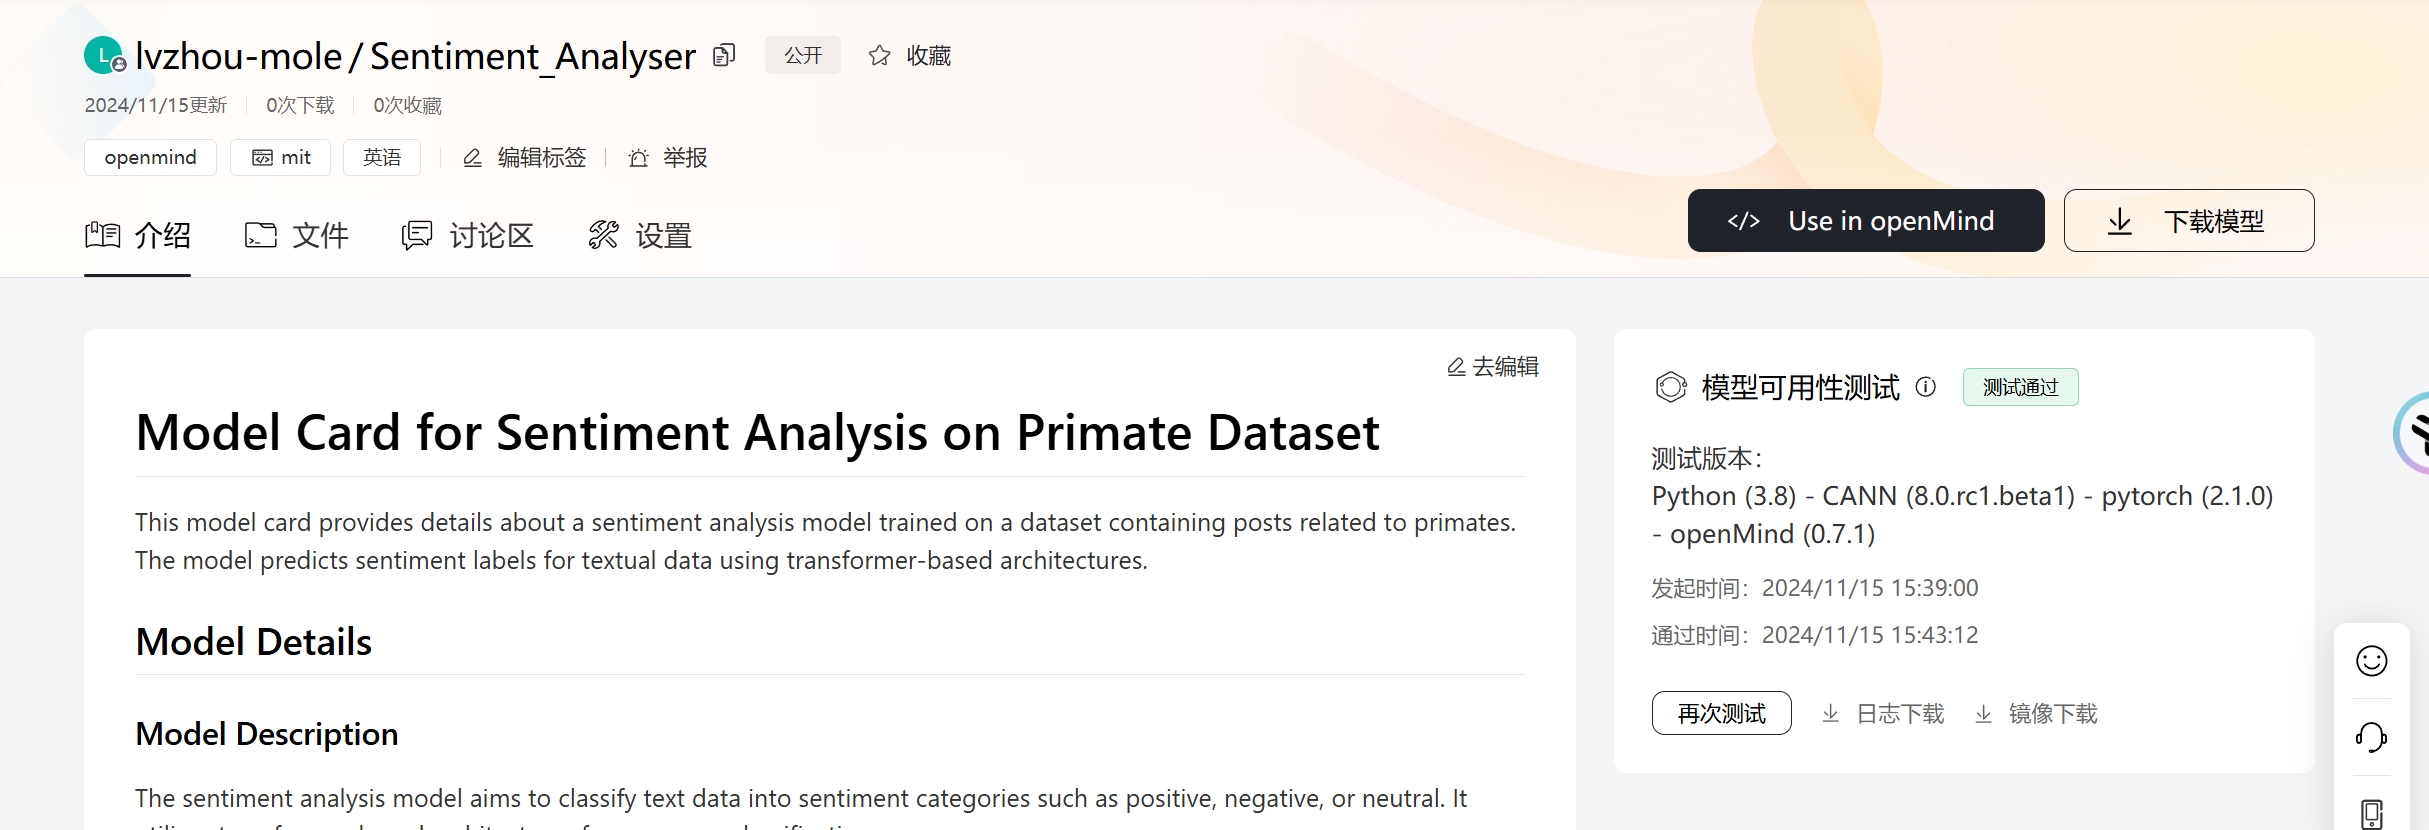 L lvzhou-mole / Sentiment_Analyser 公开 收藏
2024/11/15更新 0次下载 0次收藏
openmind mit 英语 编辑标签 举报
介绍 文件 讨论区 设置
Use in openMind 下载模型
去编辑
Model Card for Sentiment Analysis on Primate Dataset
This model card provides details about a sentiment analysis model trained on a dataset containing posts related to primates.
The model predicts sentiment labels for textual data using transformer-based architectures.
Model Details
Model Description
The sentiment analysis model aims to classify text data into sentiment categories such as positive, negative, or neutral. It
模型可用性测试 测试通过
测试版本：
Python (3.8) - CANN (8.0.rc1.beta1) - pytorch (2.1.0)
- openMind (0.7.1)
发起时间：2024/11/15 15:39:00
通过时间：2024/11/15 15:43:12
再次测试 日志下载 镜像下载